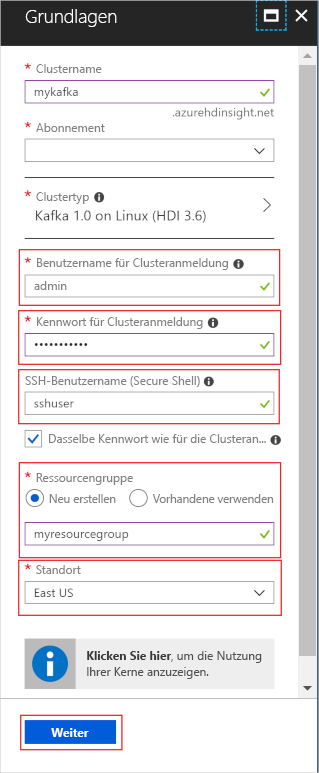 Grundlagen
* Clustername
mykafka
.azurehdinsight.net
* Abonnement
* Clustertyp
Kafka 1.0 on Linux (HDI 3.6)
* Benutzername für Clusteranmeldung
admin
* Kennwort für Clusteranmeldung
•••••••••••
SSH-Benutzername (Secure Shell)
sshuser
Dasselbe Kennwort wie für die Clusteran...
* Ressourcengruppe
Neu erstellen Vorhandene verwenden
myresourcegroup
* Standort
East US
Klicken Sie hier, um die Nutzung
Ihrer Kerne anzuzeigen.
Weiter